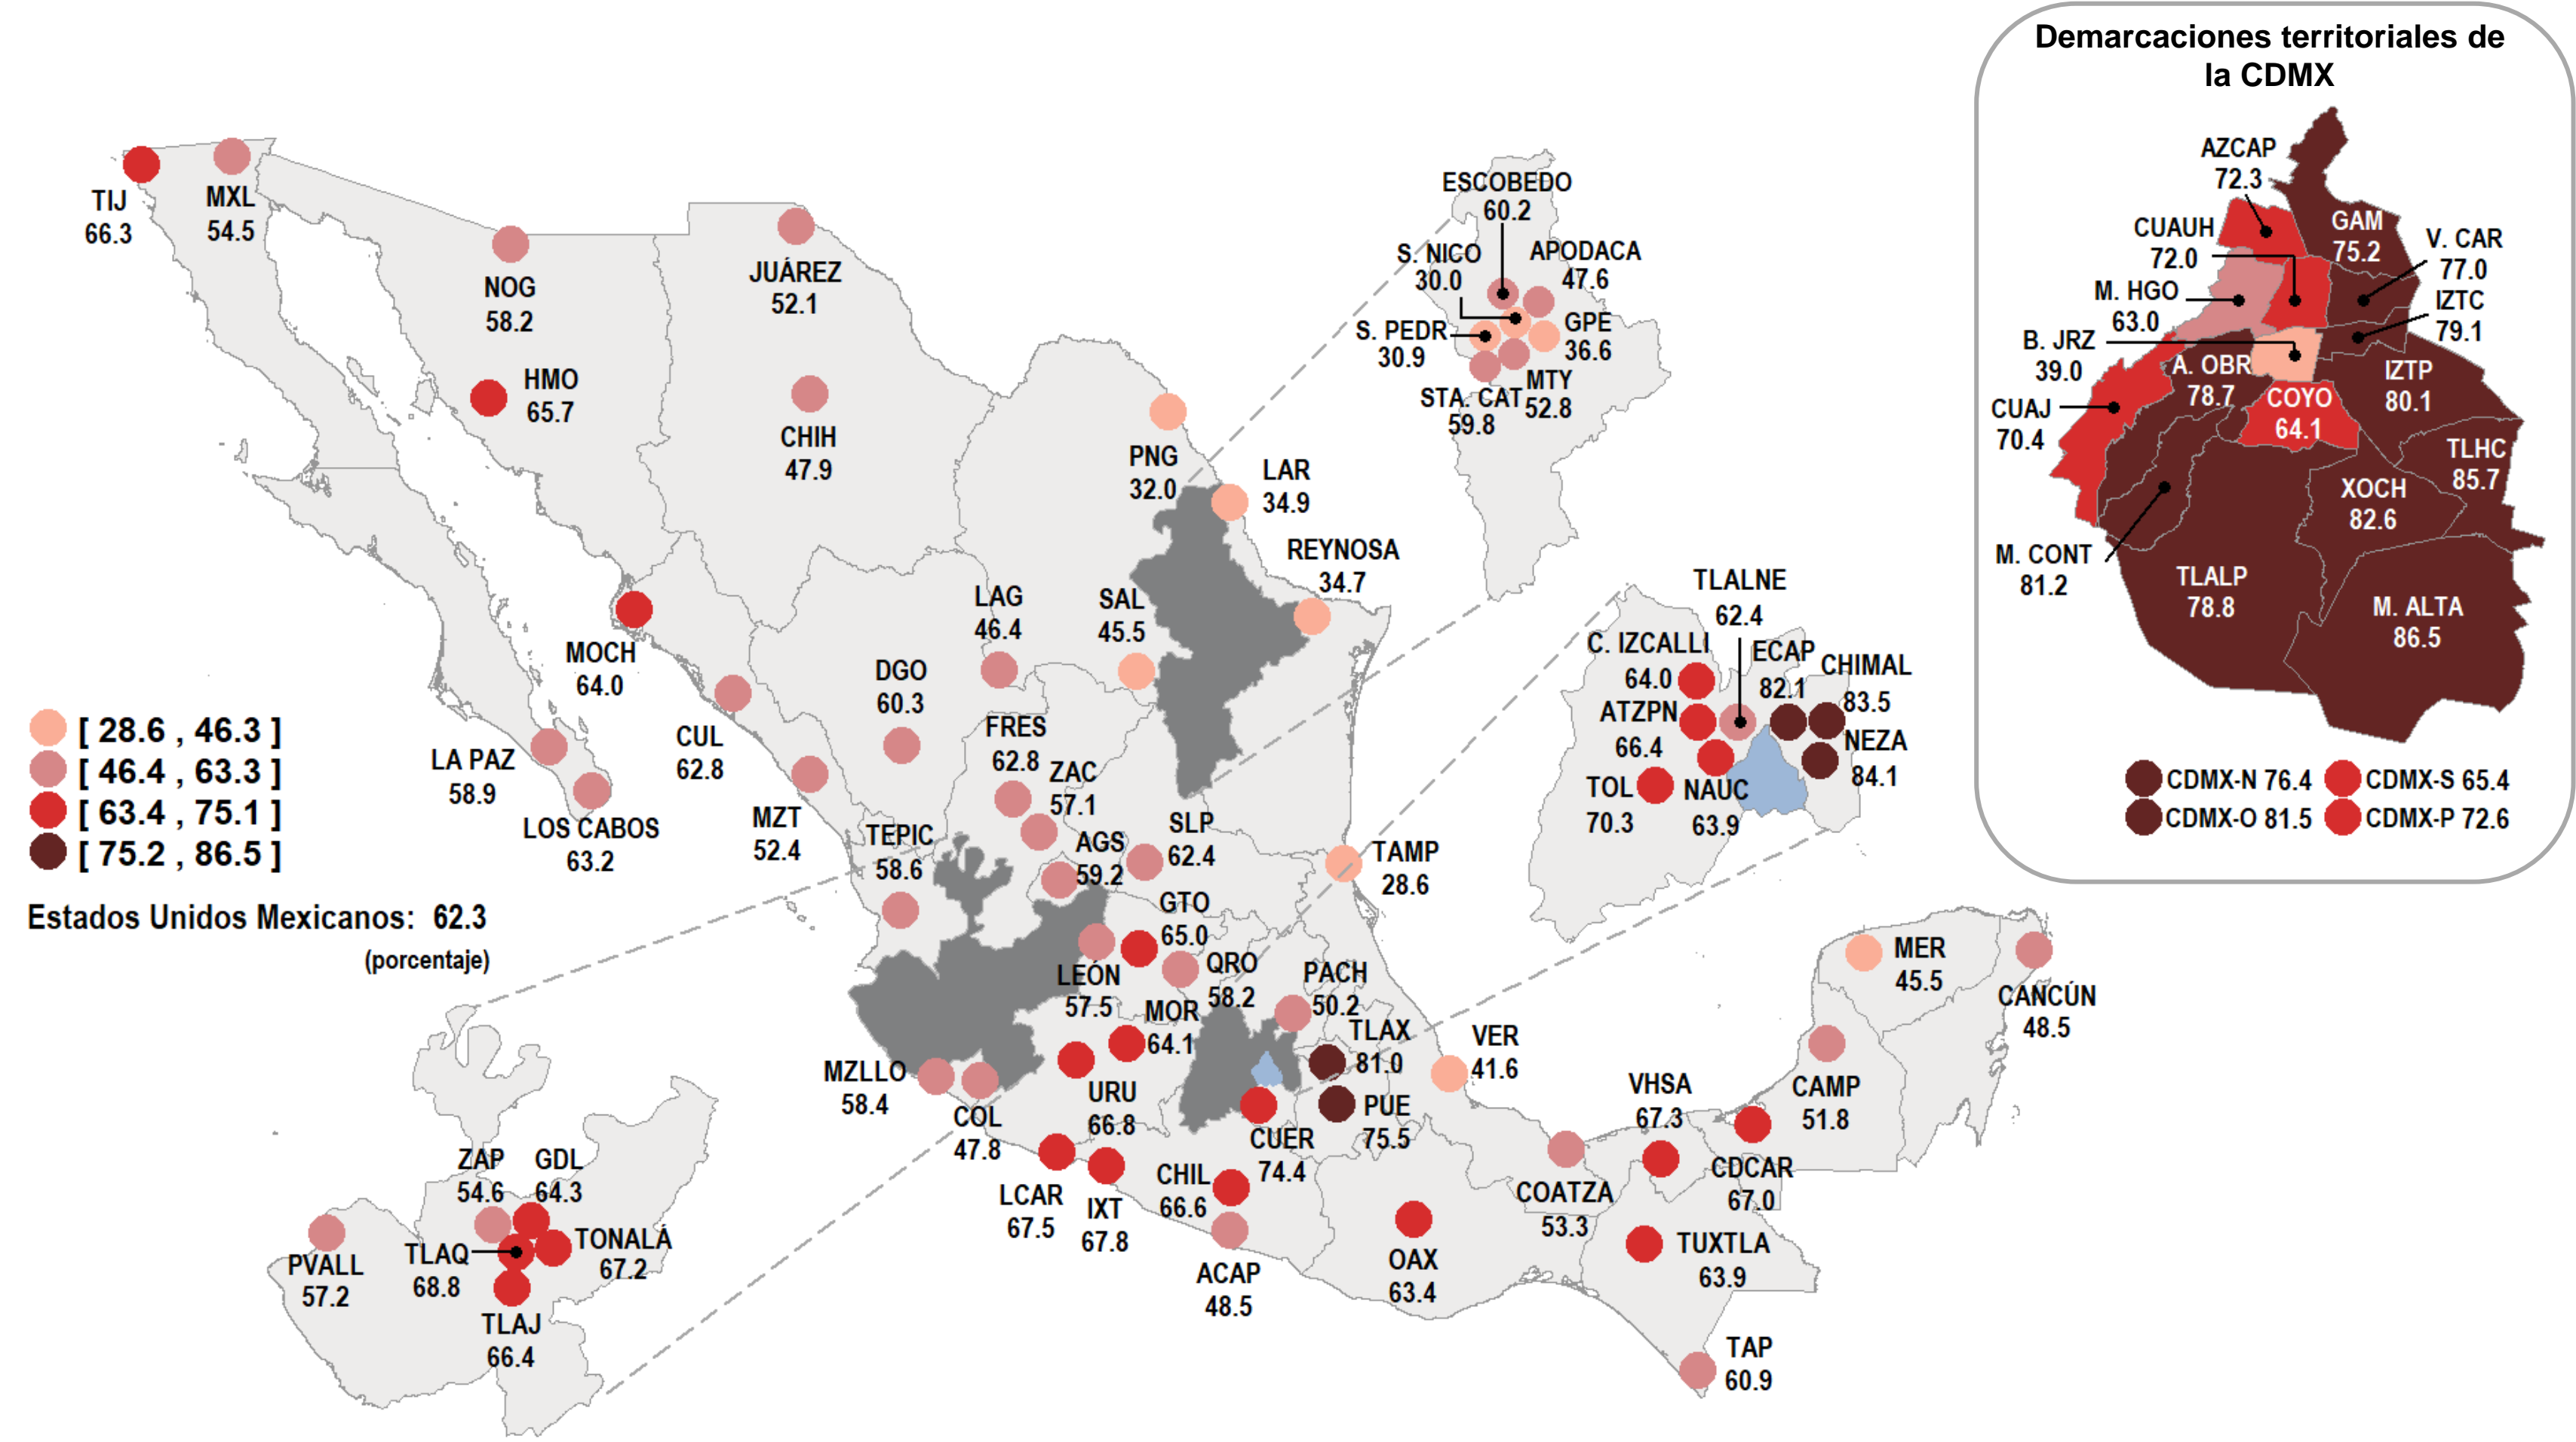 Demarcaciones territoriales de
la CDMX
AZCAP
72.3
CUAUH
72.0
GAM
75.2
V. CAR
77.0
M. HGO
63.0
IZTC
79.1
B. JRZ
39.0
A. OBR
78.7
IZTP
80.1
CUAJ
70.4
COYO
64.1
TLHC
85.7
XOCH
82.6
M. CONT
81.2
TLALP
78.8
M. ALTA
86.5
CDMX-N 76.4
CDMX-S 65.4
CDMX-O 81.5
CDMX-P 72.6
TIJ
66.3
MXL
54.5
NOG
58.2
JUÁREZ
52.1
HMO
65.7
CHIH
47.9
ESCOBEDO
60.2
S. NICO
30.0
APODACA
47.6
S. PEDR
30.9
GPE
36.6
STA. CAT
59.8
MTY
52.8
PNG
32.0
LAR
34.9
REYNOSA
34.7
LAG
46.4
SAL
45.5
MOCH
64.0
DGO
60.3
CUL
62.8
LA PAZ
58.9
LOS CABOS
63.2
MZT
52.4
FRES
62.8
ZAC
57.1
TEPIC
58.6
AGS
59.2
SLP
62.4
TAMP
28.6
TLALNE
62.4
C. IZCALLI
64.0
ECAP
82.1
CHIMAL
83.5
ATZPN
66.4
NEZA
84.1
TOL
70.3
NAUC
63.9
[ 28.6 , 46.3 ]
[ 46.4 , 63.3 ]
[ 63.4 , 75.1 ]
[ 75.2 , 86.5 ]
Estados Unidos Mexicanos: 62.3
(porcentaje)
GTO
65.0
LEÓN
57.5
QRO
58.2
PACH
50.2
MOR
64.1
TLAX
81.0
VER
41.6
MZLLO
58.4
COL
47.8
URU
66.8
CUER
74.4
PUE
75.5
LCAR
67.5
IXT
67.8
CHIL
66.6
ACAP
48.5
OAX
63.4
COATZA
53.3
VHSA
67.3
CDCAR
67.0
CAMP
51.8
MER
45.5
CANCÚN
48.5
TUXTLA
63.9
TAP
60.9
ZAP
54.6
GDL
64.3
PVALL
57.2
TLAQ
68.8
TONALÁ
67.2
TLAJ
66.4